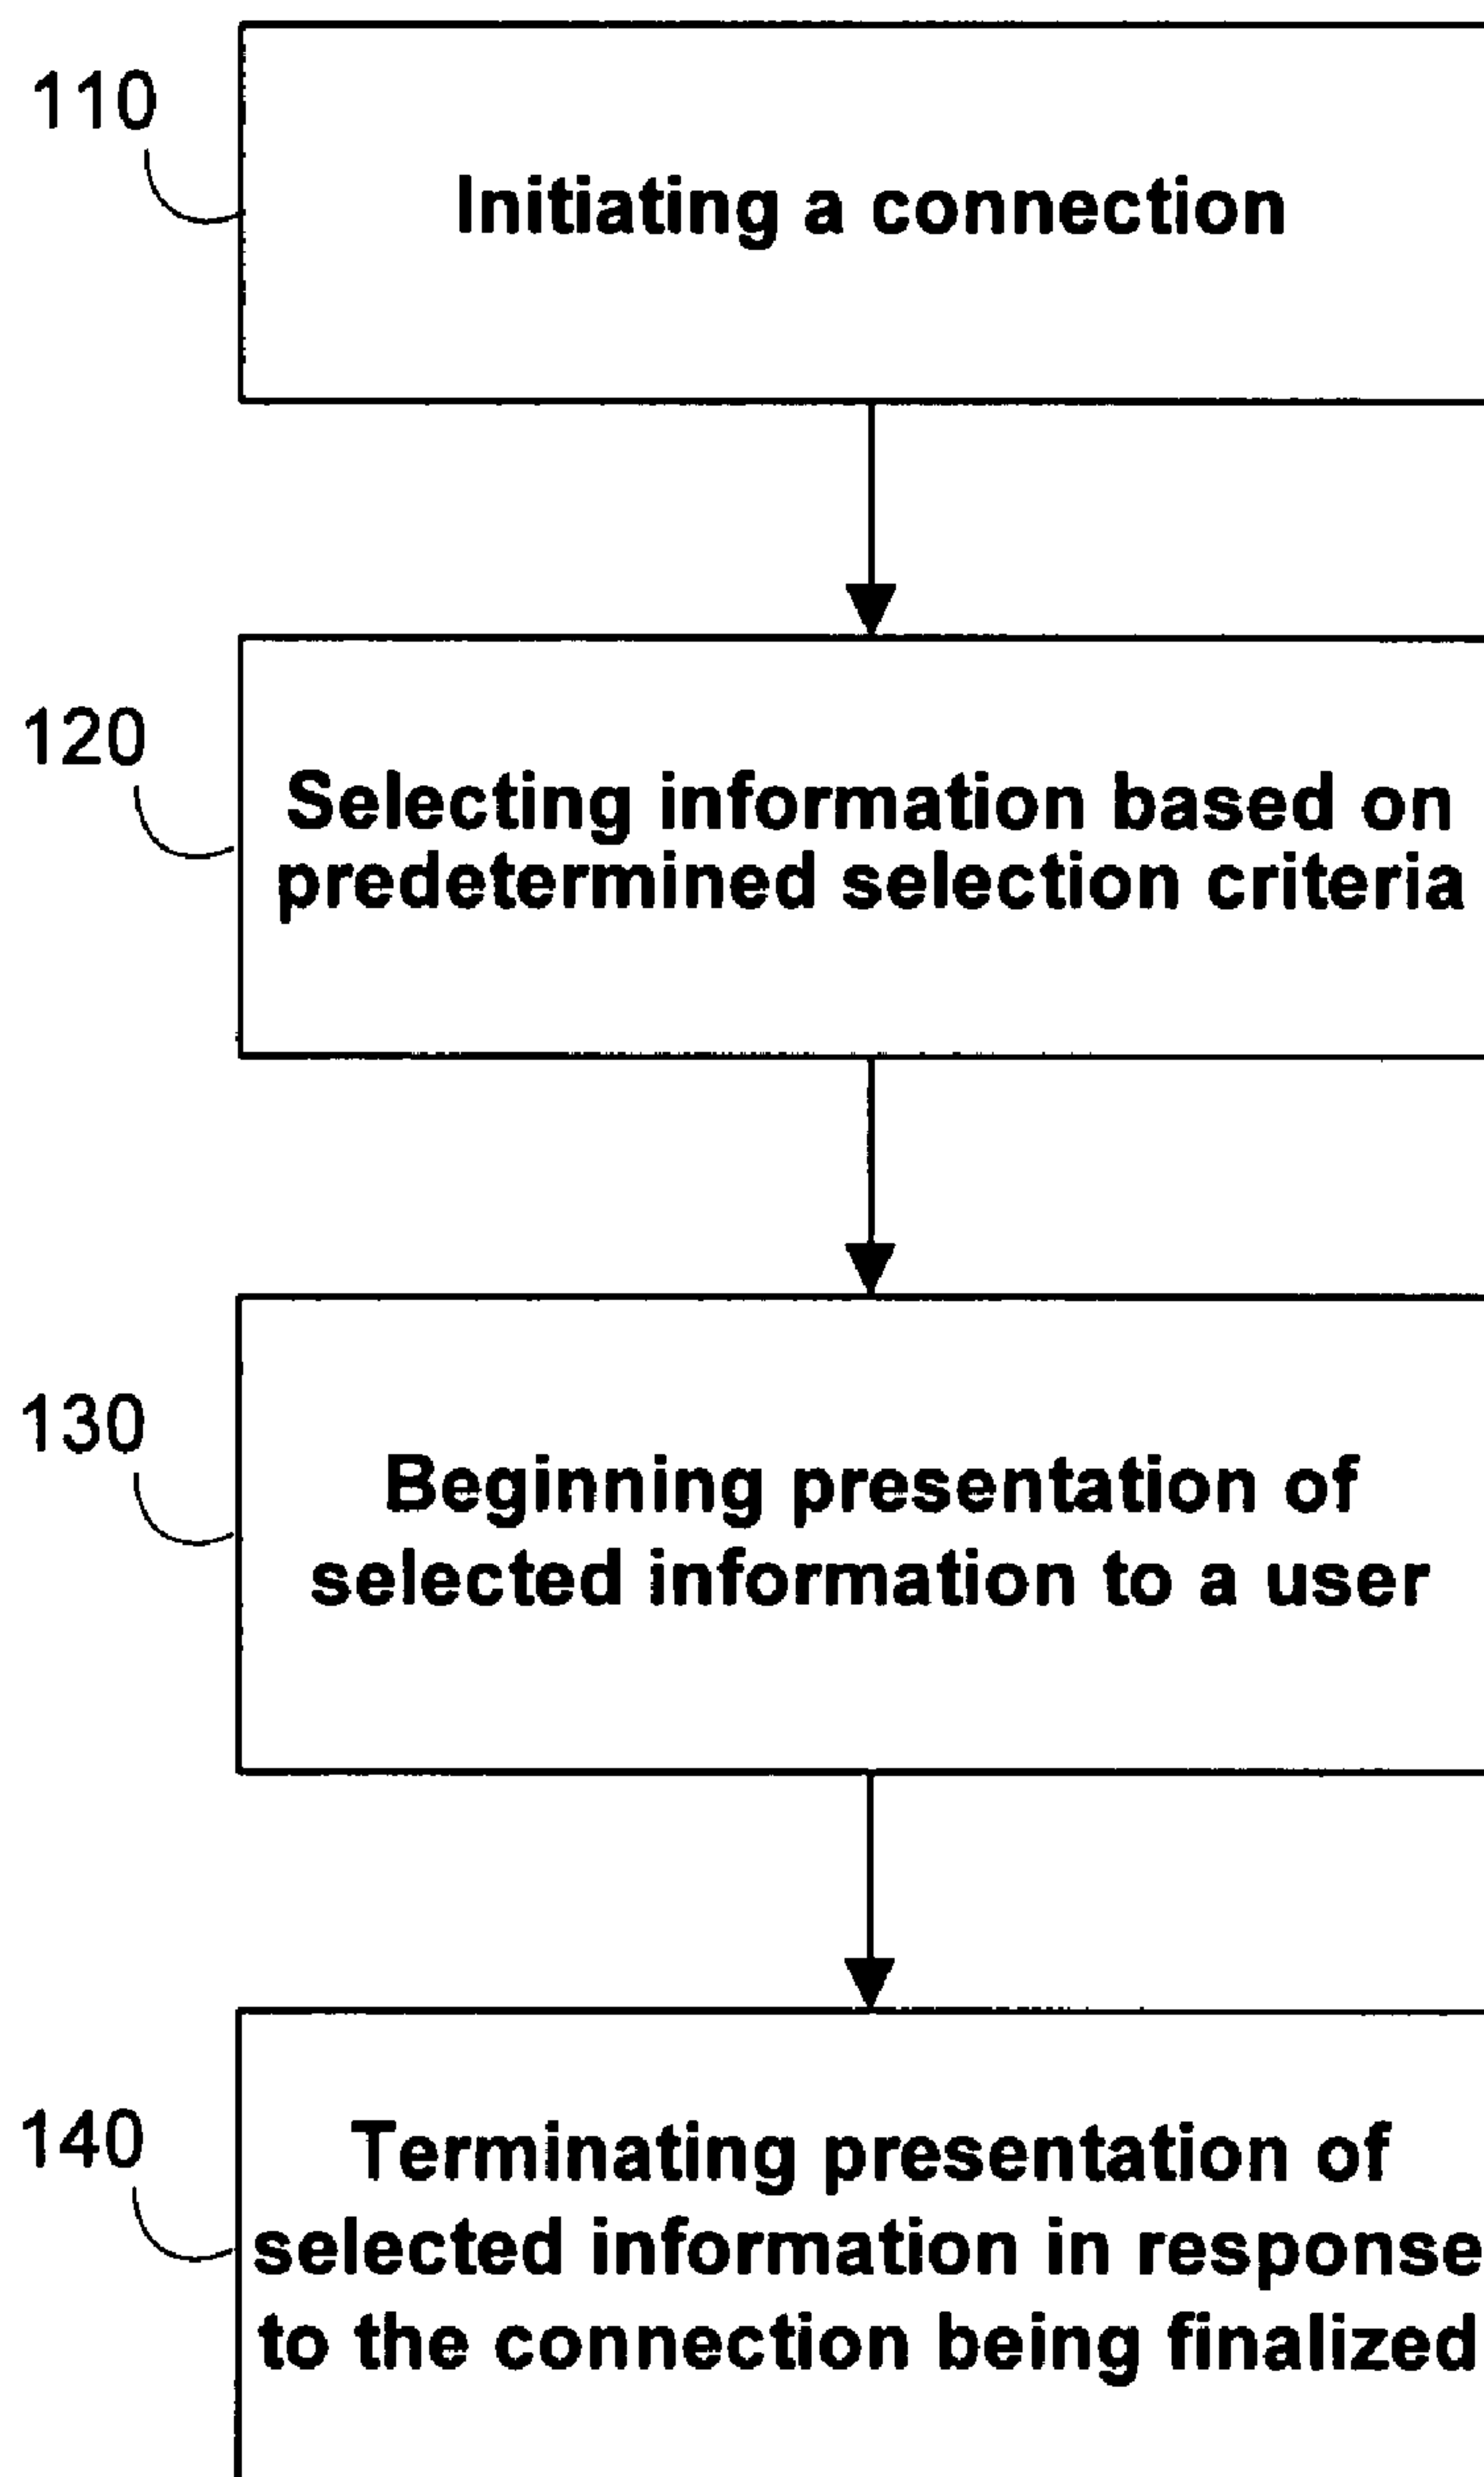 110
Initiating a connection
120
Selecting information based on
predetermined selection criteria
130
Beginning presentation of
selected information to a user
140
Terminating presentation of
selected information in response
to the connection being finalized